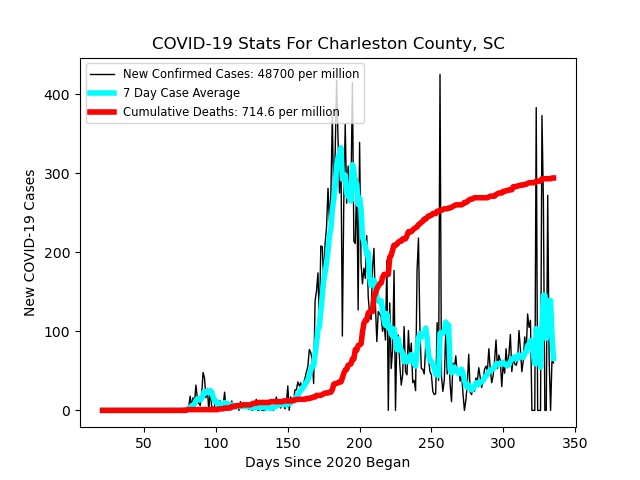 COVID-19 Stats For Charleston County, SC
New Confirmed Cases: 48700 per million
7 Day Case Average
Cumulative Deaths: 714.6 per million
New COVID-19 Cases
400
300
200
100
0
50 100 150 200 250 300 350
Days Since 2020 Began